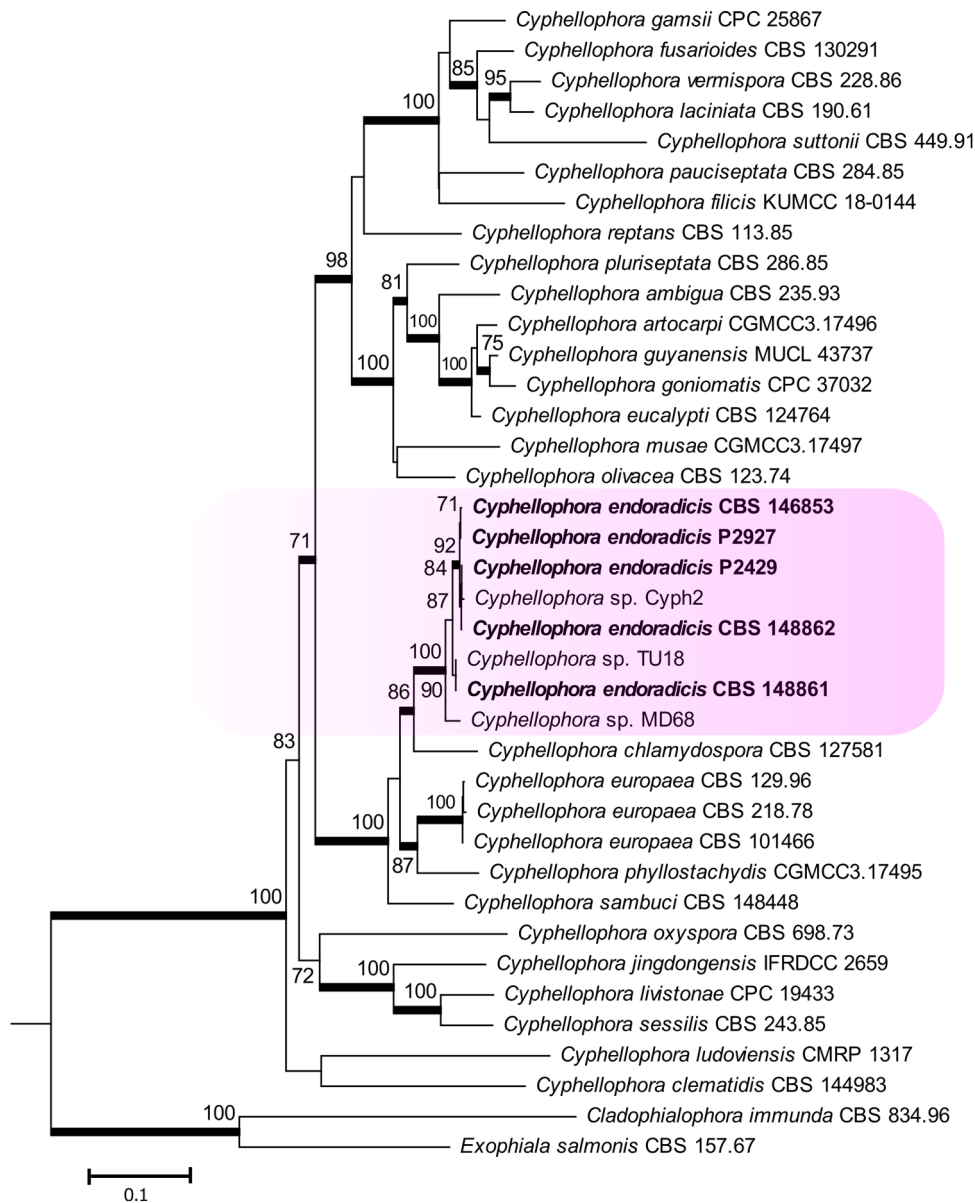 Cyphellophora gamsii CPC 25867
85 Cyphellophora fusarioides CBS 130291
95 Cyphellophora vermispora CBS 228.86
100 Cyphellophora laciniata CBS 190.61
Cyphellophora suttonii CBS 449.91
Cyphellophora pauciseptata CBS 284.85
Cyphellophora filicis KUMCC 18-0144
Cyphellophora reptans CBS 113.85
98 Cyphellophora pluriseptata CBS 286.85
81 Cyphellophora ambigua CBS 235.93
100 Cyphellophora artocarpi CGMCC3.17496
75 Cyphellophora guyanensis MUCL 43737
100 100 Cyphellophora goniomatis CPC 37032
Cyphellophora eucalypti CBS 124764
Cyphellophora musae CGMCC3.17497
Cyphellophora olivacea CBS 123.74
71 Cyphellophora endoradicis CBS 146853
71 92 Cyphellophora endoradicis P2927
84 Cyphellophora endoradicis P2429
87 Cyphellophora sp. Cyph2
Cyphellophora endoradicis CBS 148862
100 Cyphellophora sp. TU18
86 90 Cyphellophora endoradicis CBS 148861
Cyphellophora sp. MD68
83 Cyphellophora chlamydospora CBS 127581
Cyphellophora europaea CBS 129.96
100 Cyphellophora europaea CBS 218.78
100 Cyphellophora europaea CBS 101466
87 Cyphellophora phyllostachydis CGMCC3.17495
100 Cyphellophora sambuci CBS 148448
Cyphellophora oxyspora CBS 698.73
72 100 Cyphellophora jingdongensis IFRDCC 2659
100 Cyphellophora livistonae CPC 19433
Cyphellophora sessilis CBS 243.85
Cyphellophora ludoviensis CMRP 1317
Cyphellophora clematidis CBS 144983
100 Cladophialophora immunda CBS 834.96
Exophiala salmonis CBS 157.67
0.1